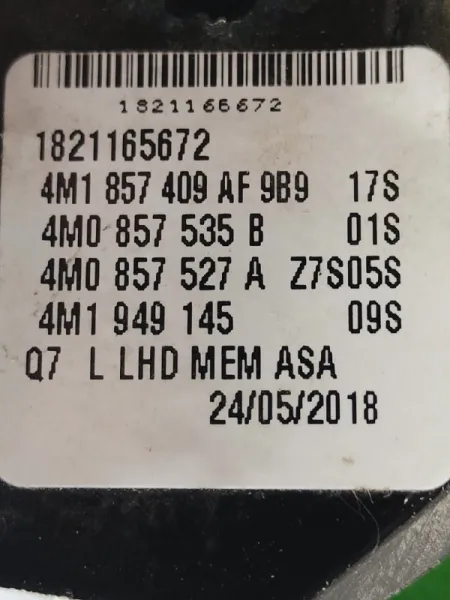 1821165672
1821165672
4M1 857 409 AF 9B9 17S
4M0 857 535 B 01S
4M0 857 527 A Z7S05S
4M1 949 145 09S
Q7 L LHD MEM ASA
24/05/2018